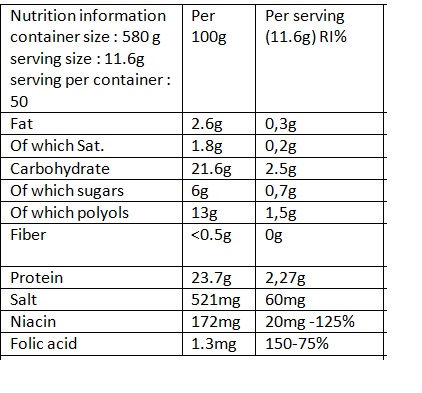 Nutrition information Per Per serving
container size : 580 g 100g (11.6g) RI%
serving size : 11.6g
serving per container :
50
Fat 2.6g 0,3g
Of which Sat. 1.8g 0,2g
Carbohydrate 21.6g 2.5g
Of which sugars 6g 0,7g
Of which polyols 13g 1,5g
Fiber <0.5g 0g
Protein 23.7g 2,27g
Salt 521mg 60mg
Niacin 172mg 20mg -125%
Folic acid 1.3mg 150-75%